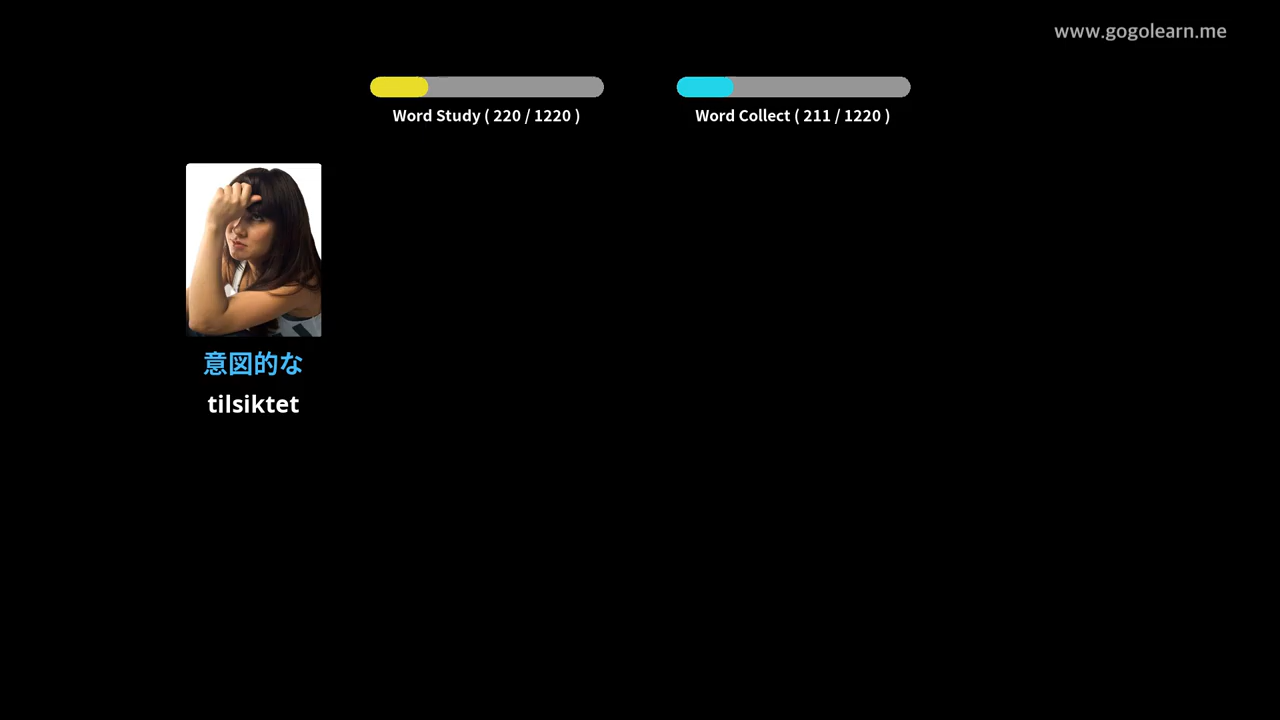 www.gogolearn.me
Word Study ( 220 / 1220 )
Word Collect ( 211 / 1220 )
意図的な
tilsiktet